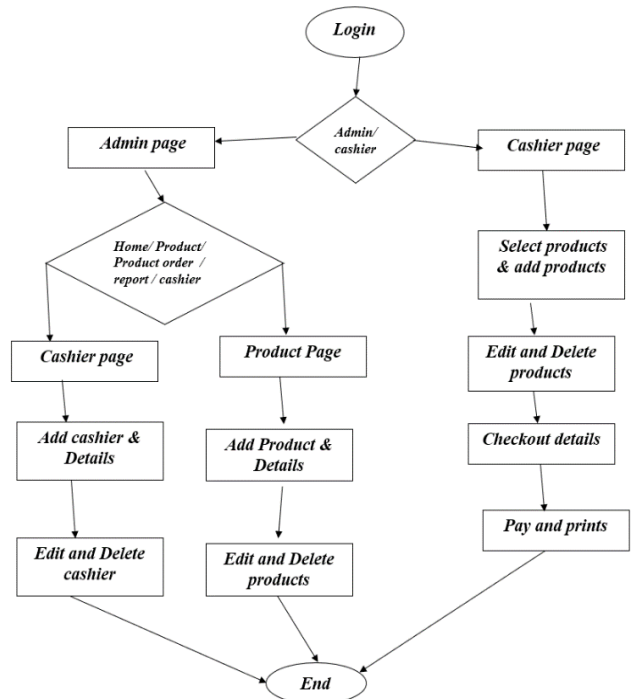 Login
Admin/
cashier
Admin page
Cashier page
Home/ Product/
Product order /
report / cashier
Select products
& add products
Cashier page
Product Page
Edit and Delete
products
Add cashier &
Details
Add Product &
Details
Checkout details
Edit and Delete
cashier
Edit and Delete
products
Pay and prints
End